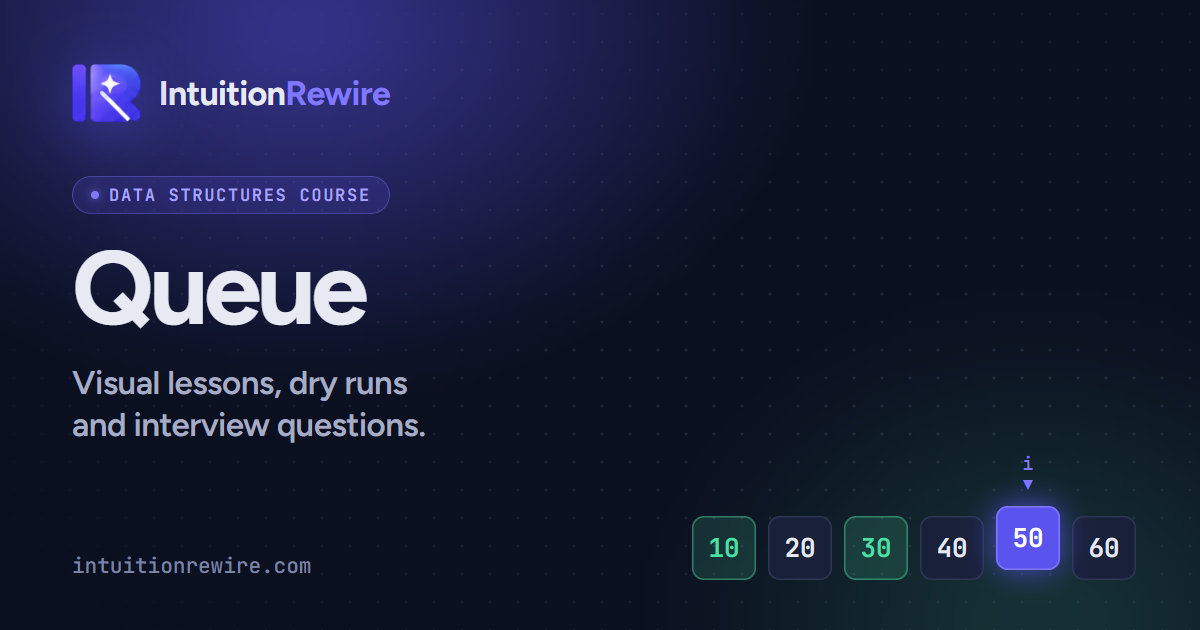 IntuitionRewire
DATA STRUCTURES COURSE
Queue
Visual lessons, dry runs
and interview questions.
i
10 20 30 40 50 60
intuitionrewire.com